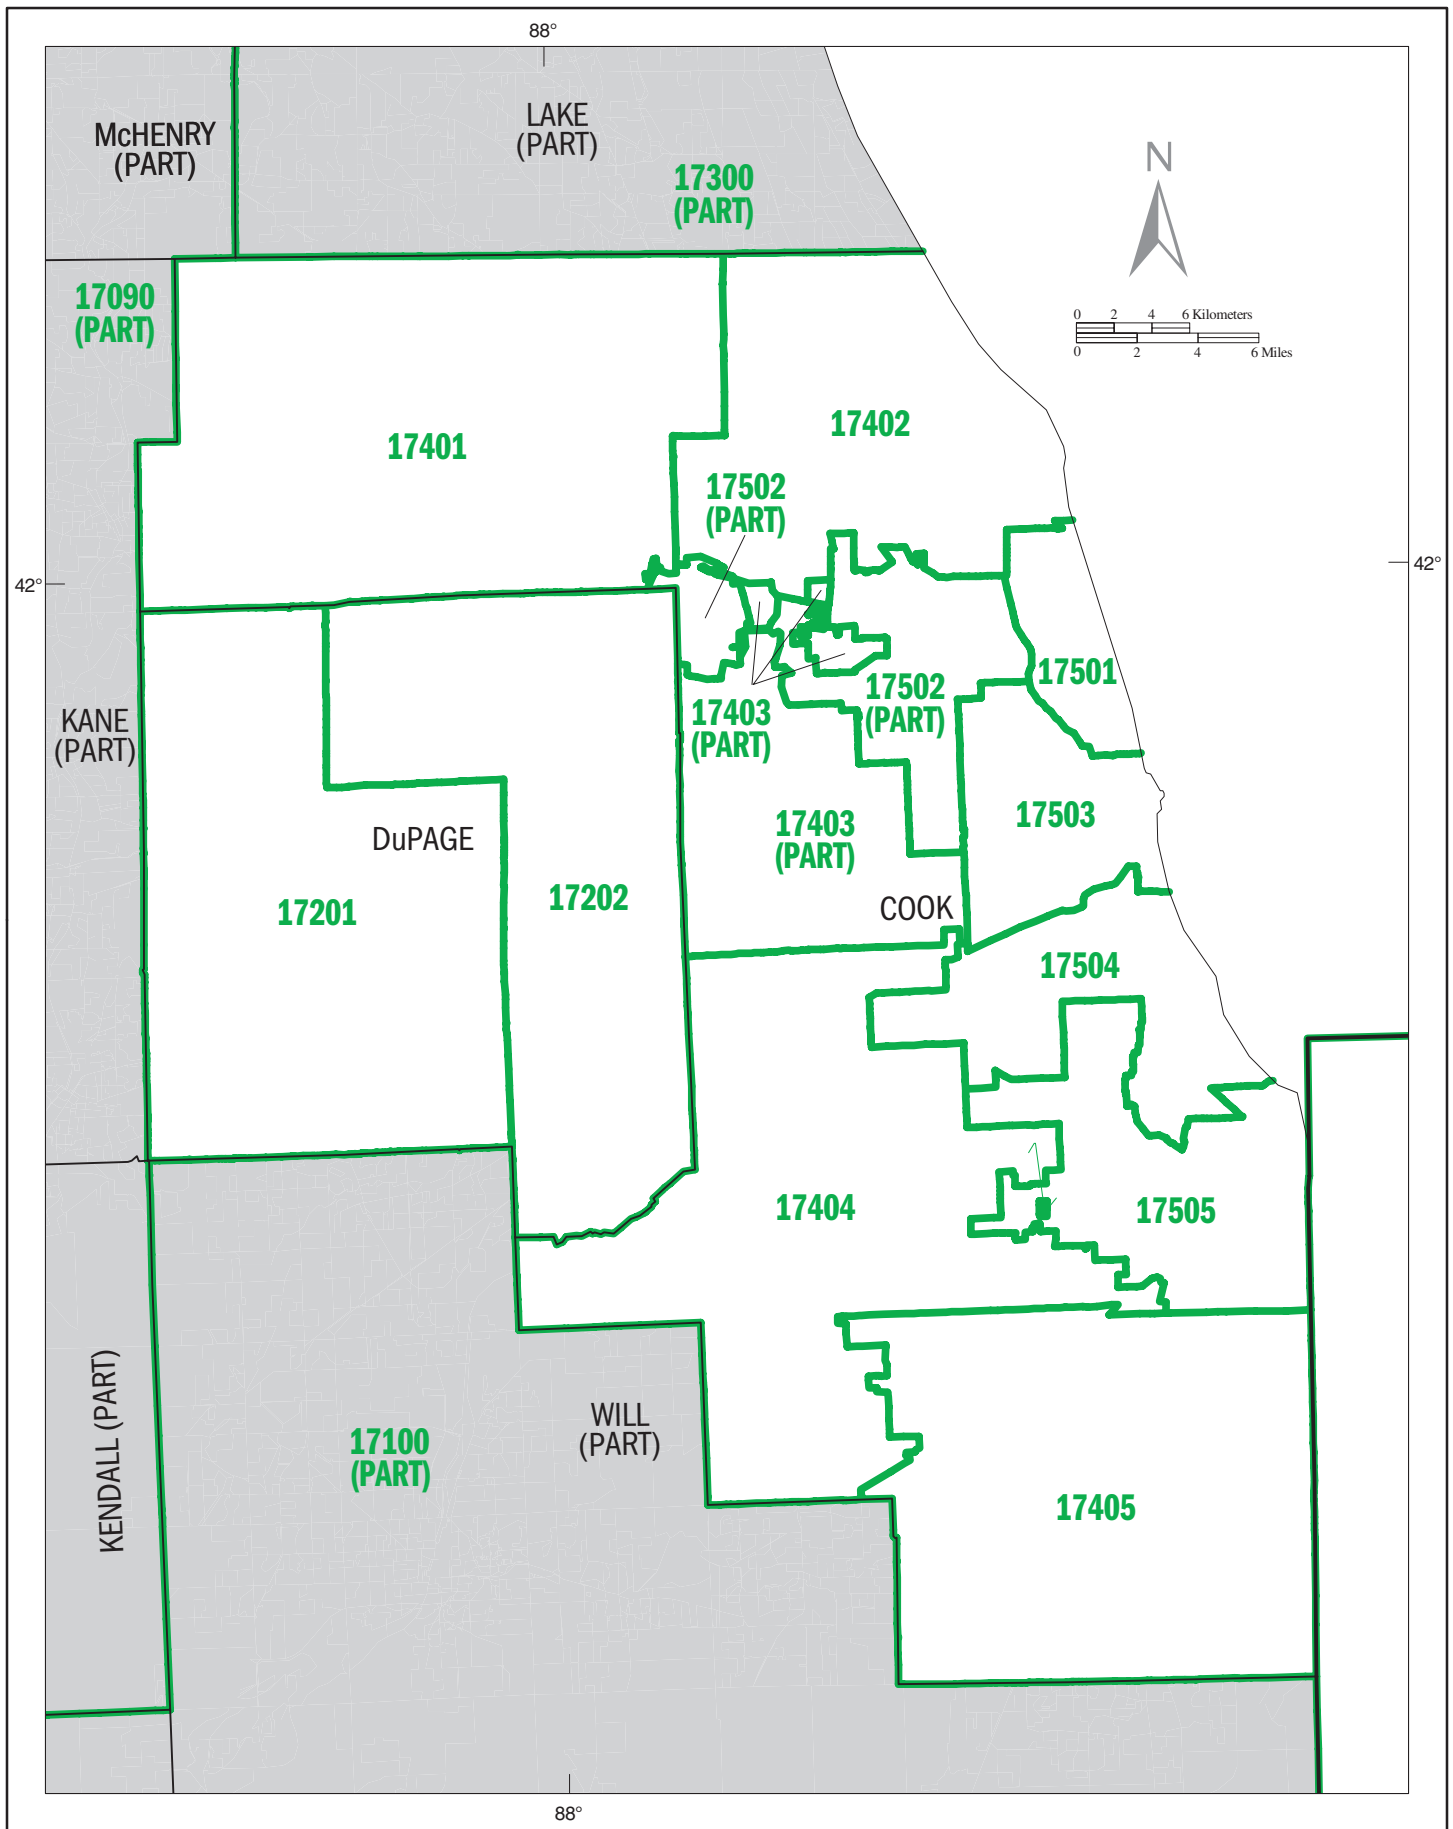 88°
McHENRY
(PART)
LAKE
(PART)
17300
(PART)
N
17090
(PART)
0 2 4 6 Kilometers
0 2 4 6 Miles
17401
17402
17502
(PART)
42°
42°
17501
17502
(PART)
KANE
(PART)
17403
(PART)
17503
17403
(PART)
DuPAGE
17201
17202
COOK
17504
17404
17505
KENDALL (PART)
WILL
(PART)
17100
(PART)
17405
88°